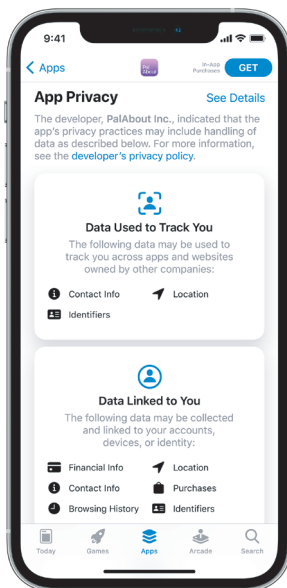 9:41
Apps
Pal About
In-App Purchases
GET
App Privacy
See Details
The developer, PalAbout Inc., indicated that the
app's privacy practices may include handling of
data as described below. For more information,
see the developer's privacy policy.
Data Used to Track You
The following data may be used to
track you across apps and websites
owned by other companies:
Contact Info
Location
Identifiers
Data Linked to You
The following data may be collected
and linked to your accounts,
devices, or identity:
Financial Info
Location
Contact Info
Purchases
Browsing History
Identifiers
Today
Games
Apps
Arcade
Search